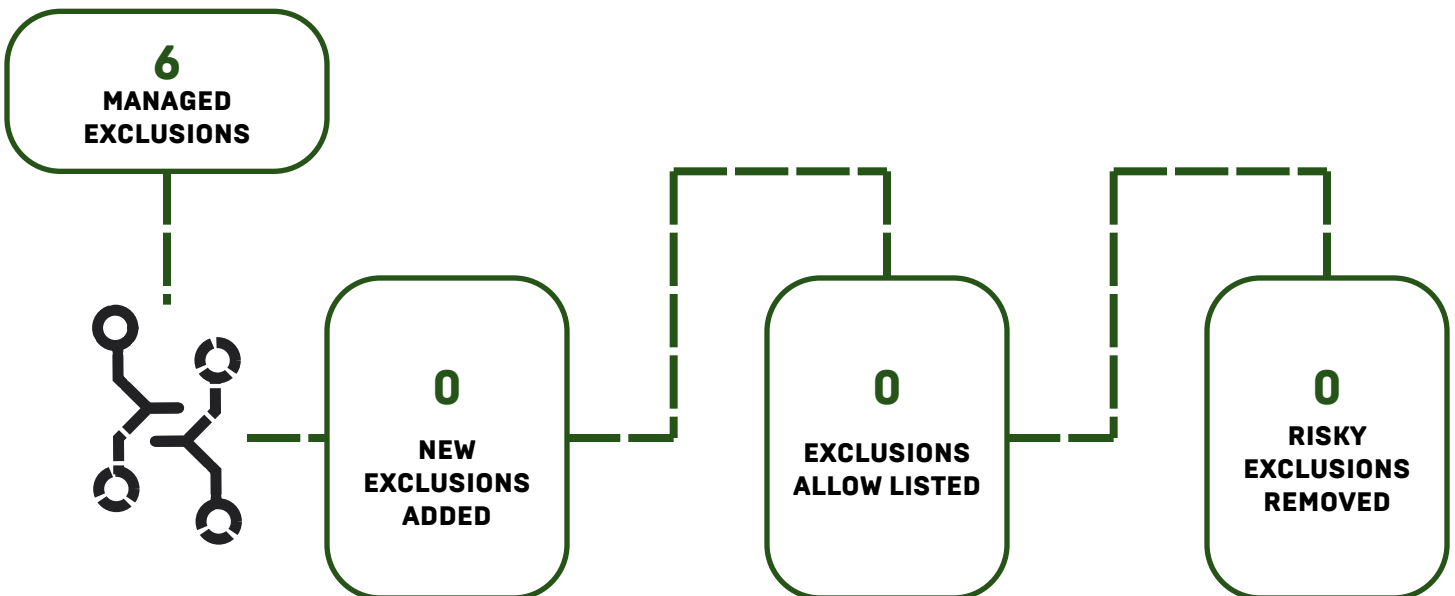 6
MANAGED
EXCLUSIONS
0
NEW
EXCLUSIONS
ADDED
0
EXCLUSIONS
ALLOW LISTED
0
RISKY
EXCLUSIONS
REMOVED